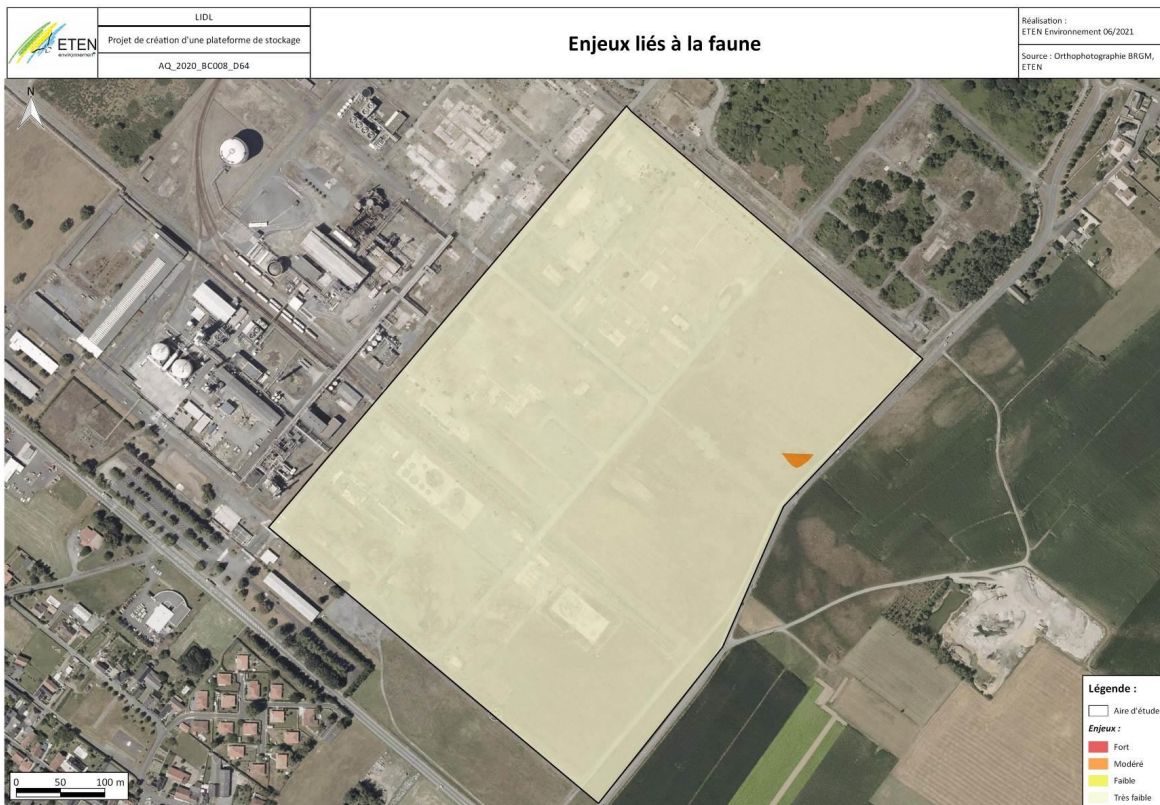 ETEN
environnement
LIDL
Projet de création d'une plateforme de stockage
AQ_2020_BC008_D64
Enjeux liés à la faune
Réalisation :
ETEN Environnement 06/2021
Source : Orthophotographie BRGM,
ETEN
N
0 50 100 m
Légende :
Aire d'étude
Enjeux :
Fort
Modéré
Faible
Très faible